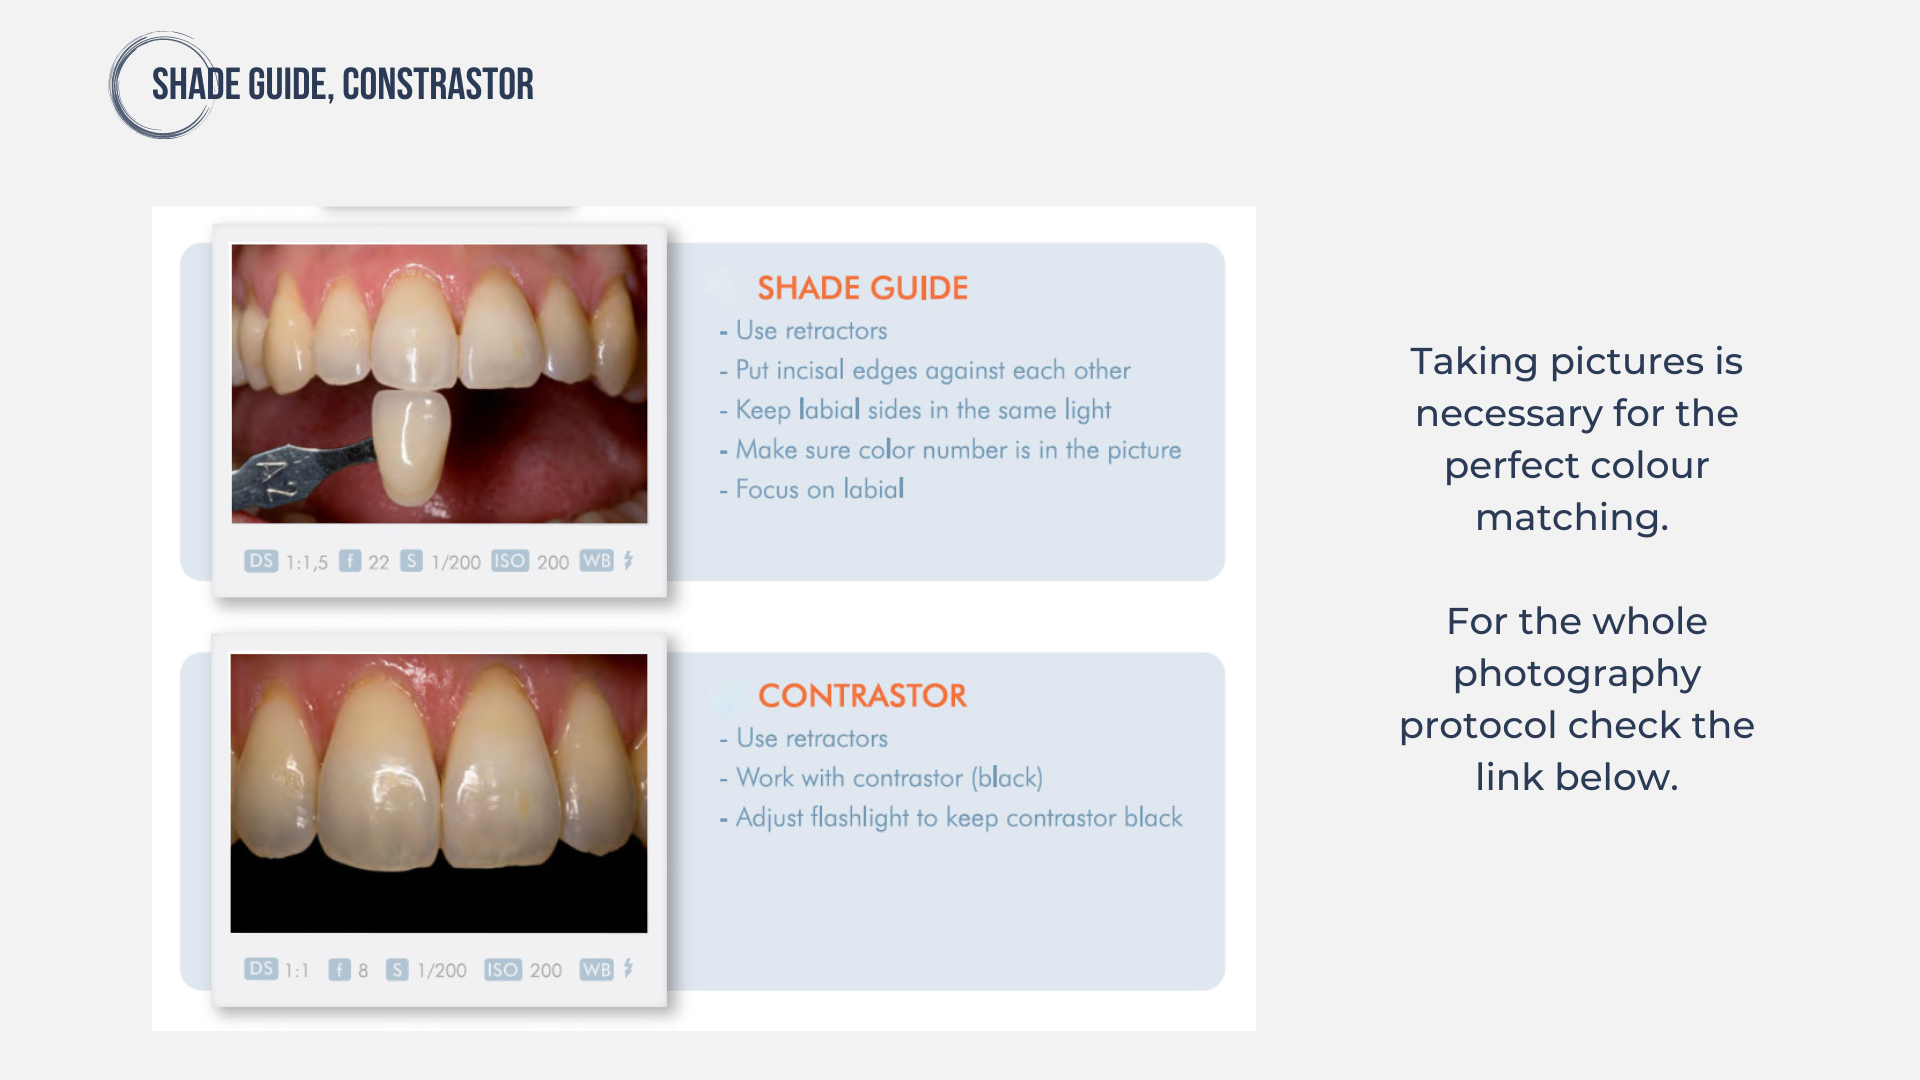 SHADE GUIDE, CONSTRASTOR
SHADE GUIDE
- Use retractors
- Put incisal edges against each other
- Keep labial sides in the same light
- Make sure color number is in the picture
- Focus on labial
A2
DS 1:1,5 f 22 S 1/200 ISO 200 WB
CONTRASTOR
- Use retractors
- Work with contrastor (black)
- Adjust flashlight to keep contrastor black
DS 1:1 f 8 S 1/200 ISO 200 WB
Taking pictures is
necessary for the
perfect colour
matching.
For the whole
photography
protocol check the
link below.